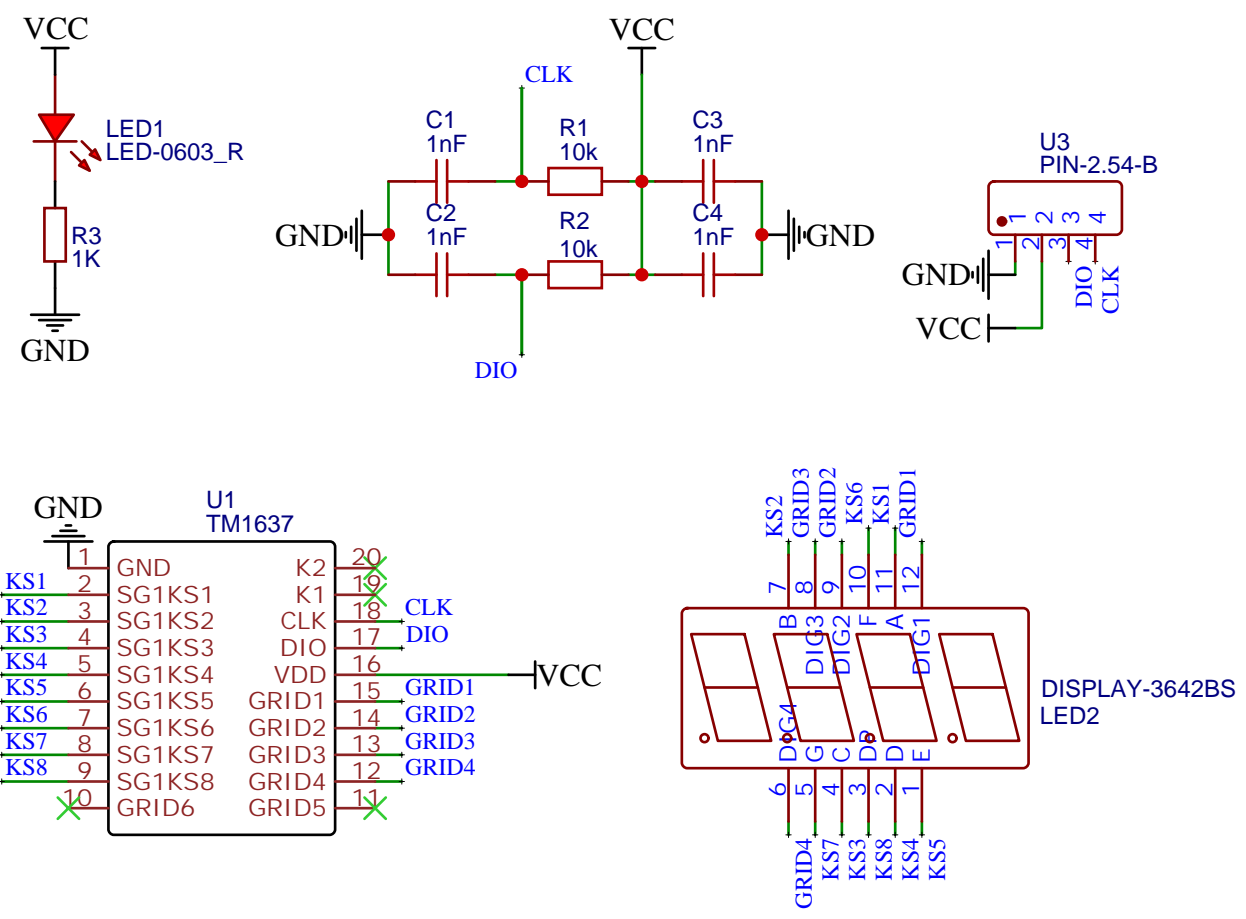 VCC
LED1
LED-0603_R
R3
1K
GND
VCC
CLK
C1
1nF
R1
10k
C3
1nF
GND
C2
1nF
R2
10k
C4
1nF
GND
DIO
U3
PIN-2.54-B
1 2 3 4
1 2 3 4
GND
VCC
DIO
CLK
GND
U1
TM1637
1 GND
KS1 2 SG1KS1
KS2 3 SG1KS2
KS3 4 SG1KS3
KS4 5 SG1KS4
KS5 6 SG1KS5
KS6 7 SG1KS6
KS7 8 SG1KS7
KS8 9 SG1KS8
10 GRID6
K2 20
K1 19
CLK 18 CLK
DIO 17 DIO
VDD 16 VCC
GRID1 15 GRID1
GRID2 14 GRID2
GRID3 13 GRID3
GRID4 12 GRID4
GRID5 11
KS2 GRID3 GRID2 KS6 KS1 GRID1
7 8 9 10 11 12
B DIG3 DIG2 F A DIG1
DISPLAY-3642BS
LED2
DIG4 G C DP D E
6 5 4 3 2 1
GRID4 KS7 KS3 KS8 KS4 KS5